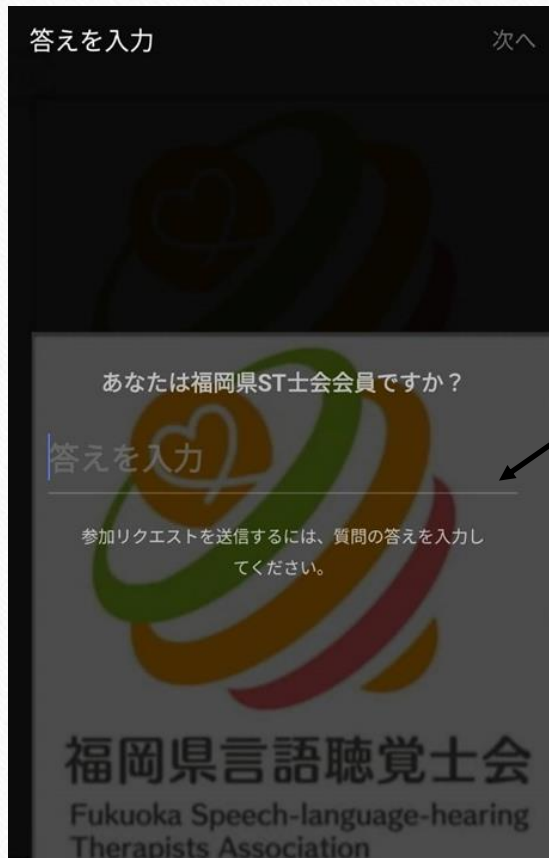 答えを入力
次へ
あなたは福岡県ST士会会員ですか？
答えを入力
参加リクエストを送信するには、質問の答えを入力し
てください。
福岡県言語聴覚士会
Fukuoka Speech-language-hearing
Therapists Association